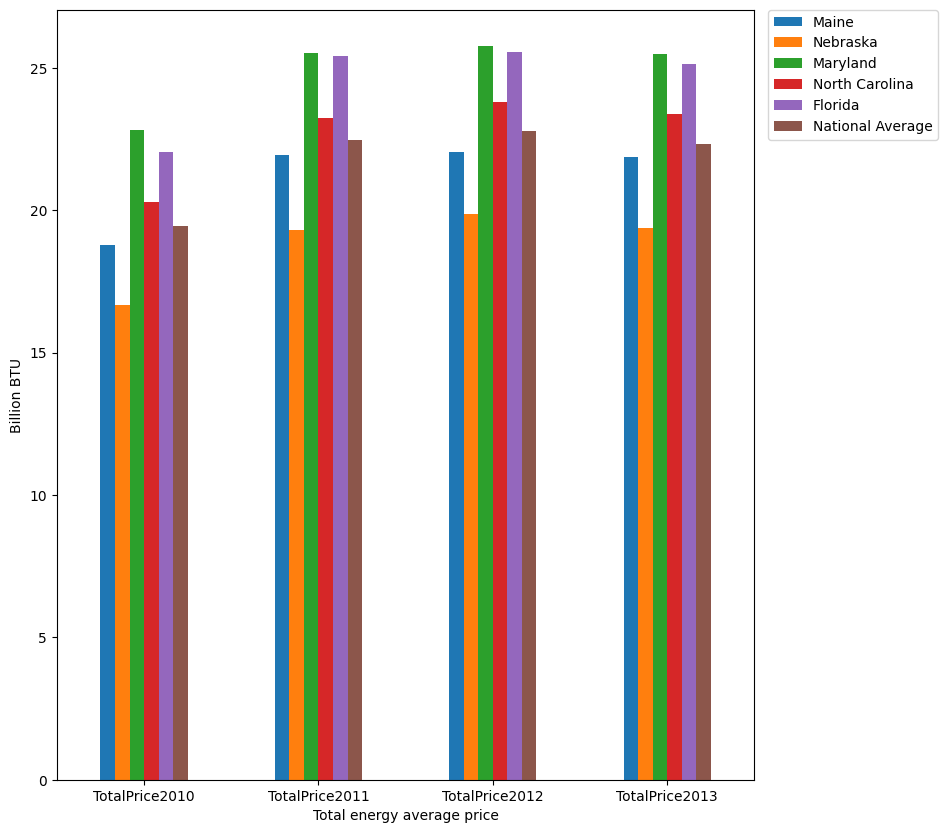 Maine
Nebraska
Maryland
North Carolina
Florida
National Average
25
20
15
10
5
0
Billion BTU
TotalPrice2010
TotalPrice2011
TotalPrice2012
TotalPrice2013
Total energy average price